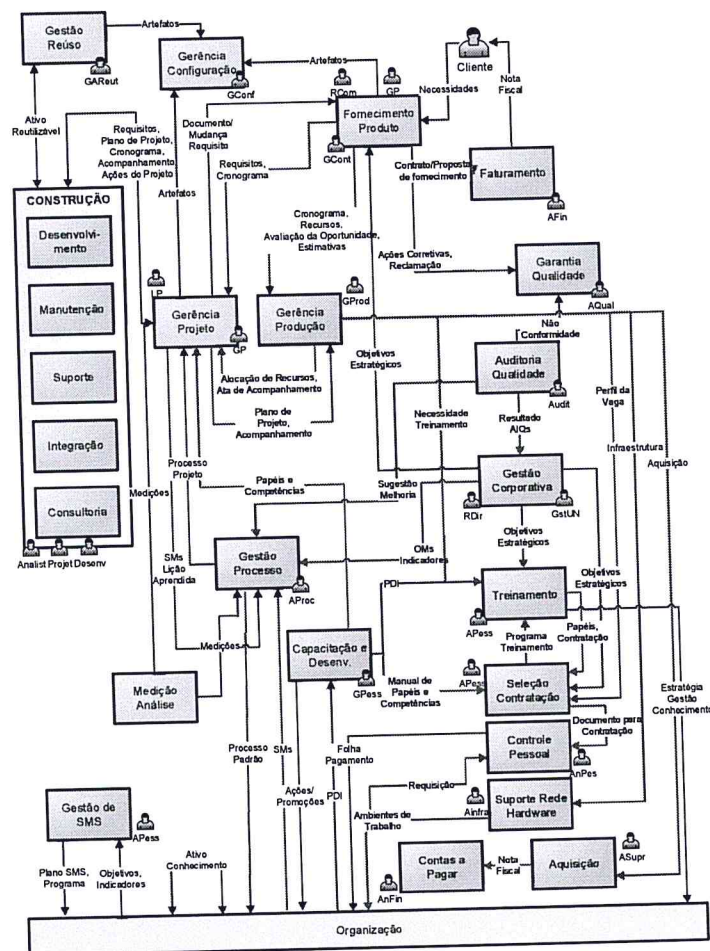 Gestão
Reúso
GAReut
Artefatos
Gerência
Configuração
GConf
Artefatos
RCom
GP
Cliente
Necessidades
Nota
Fiscal
Ativo
Reutilizável
Requisitos,
Plano de Projeto,
Cronograma,
Acompanhamento,
Ações do Projeto
Documento/
Mudança
Requisito
Fornecimento
Produto
GCont
Requisitos,
Cronograma
Contrato/Proposta
de fornecimento
Faturamento
AFin
Artefatos
CONSTRUÇÃO
Desenvolvi-
mento
Manutenção
Suporte
Integração
Consultoria
Analist Projet Desenv
Cronograma,
Recursos,
Avaliação da Oportunidade,
Estimativas
Ações Corretivas,
Reclamação
Garantia
Qualidade
AQual
Gerência
Projeto
GP
Gerência
Produção
GProd
Não
Conformidade
Objetivos
Estratégicos
Auditoria
Qualidade
Audit
Alocação de Recursos,
Ata de Acompanhamento
Plano de
Projeto,
Acompanhamento
Necessidade
Treinamento
Resultado
AIQs
Perfil da
Vaga
Infraestrutura
Aquisição
Medições
Processo
Projeto
Papéis e
Competências
Sugestão
Melhoria
Gestão
Corporativa
RDir
GstUN
Objetivos
Estratégicos
SMs
Lição
Aprendida
Gestão
Processo
AProc
OMs
Indicadores
PDI
Treinamento
APess
Objetivos
Estratégicos
Papéis,
Contratação
Programa
Treinamento
Medições
Capacitação e
Desenv.
GPess
Manual de
Papéis e
Competências
APess
Seleção
Contratação
Estratégia
Gestão
Conhecimento
Medição
Análise
Documento para
Contratação
Processo
Padrão
SMs
Folha
Pagamento
Controle
Pessoal
AnPes
Requisição
Gestão de
SMS
APess
Ações/
Promoções
PDI
Ambientes de
Trabalho
Ainfra
Suporte Rede
Hardware
Plano SMS,
Programa
Objetivos,
Indicadores
Ativo
Conhecimento
Contas a
Pagar
AnFin
Nota
Fiscal
Aquisição
ASupr
Organização